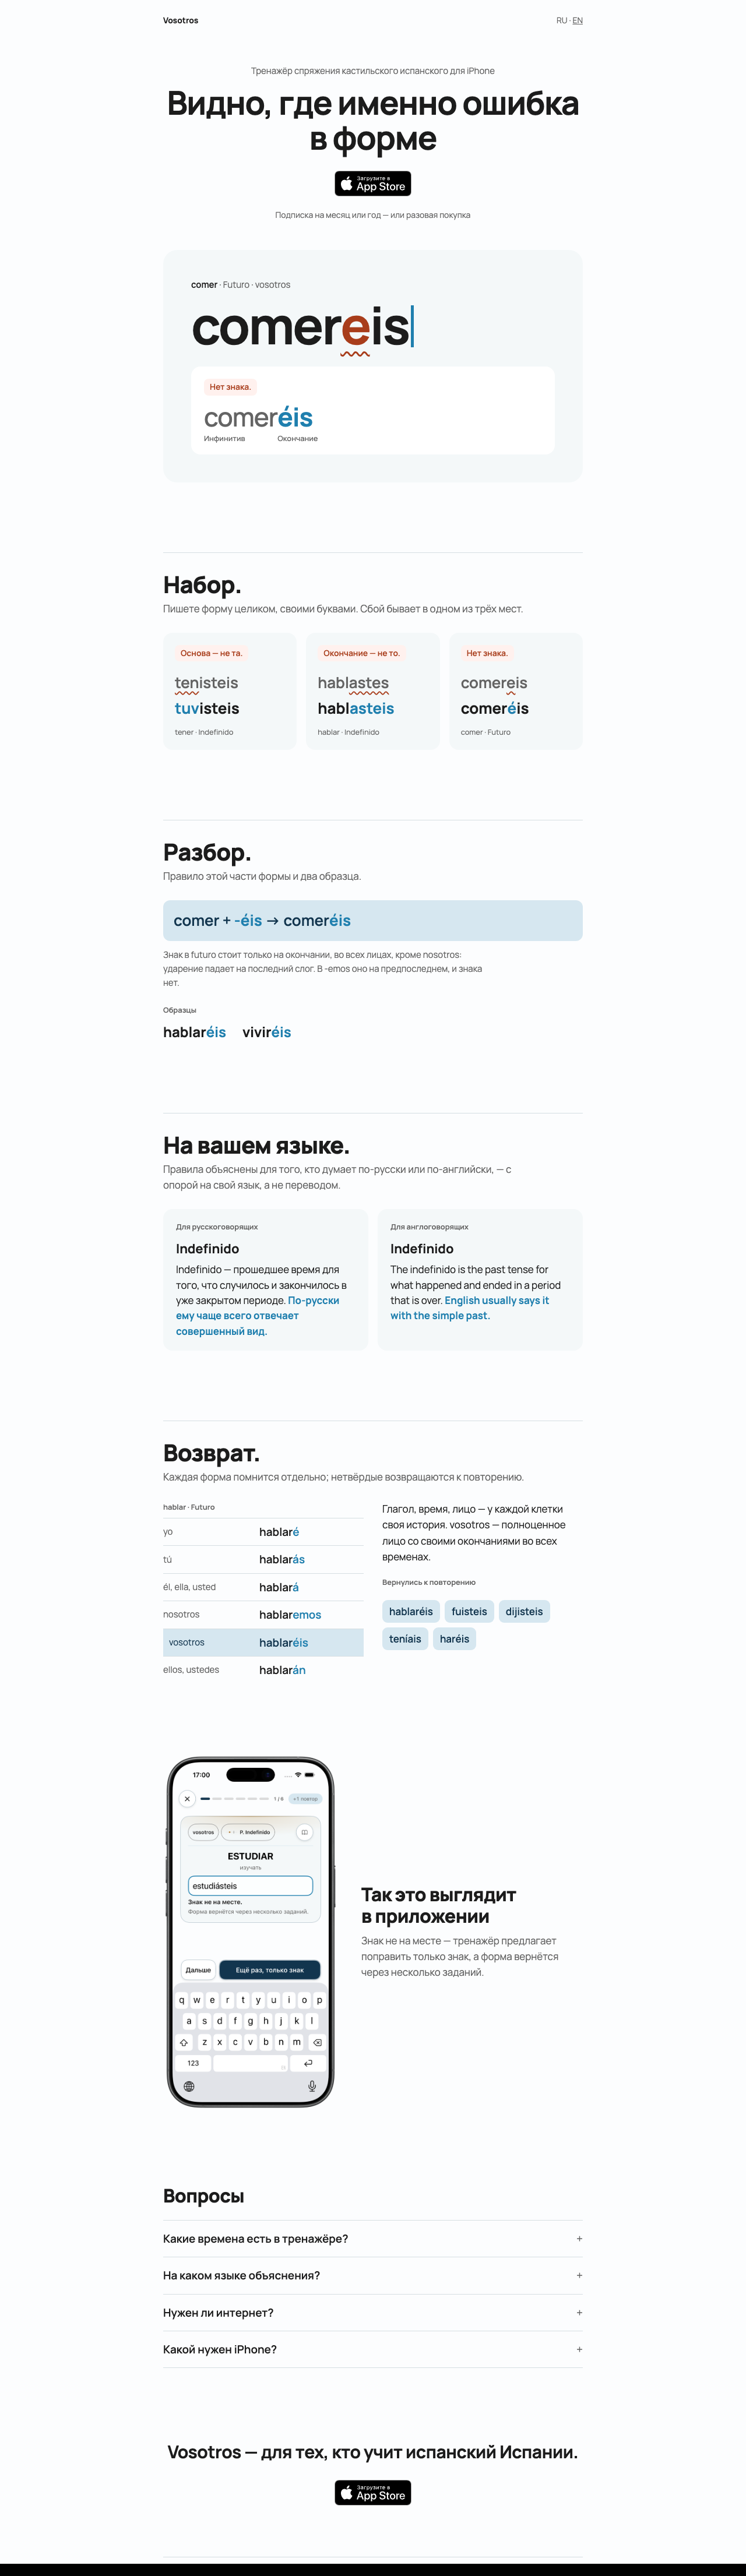 Vosotros
RU · EN
Тренажёр спряжения кастильского испанского для iPhone
Видно, где именно ошибка
в форме
Загрузите в
App Store
Подписка на месяц или год — или разовая покупка
comer · Futuro · vosotros
comereis
Нет знака.
comeréis
Инфинитив Окончание
Набор.
Пишете форму целиком, своими буквами. Сбой бывает в одном из трёх мест.
Основа — не та.
tenisteis
tuvisteis
tener · Indefinido
Окончание — не то.
hablastes
hablasteis
hablar · Indefinido
Нет знака.
comereis
comeréis
comer · Futuro
Разбор.
Правило этой части формы и два образца.
comer + -éis → comeréis
Знак в futuro стоит только на окончании, во всех лицах, кроме nosotros:
ударение падает на последний слог. В -emos оно на предпоследнем, и знака
нет.
Образцы
hablaréis viviréis
На вашем языке.
Правила объяснены для того, кто думает по-русски или по-английски, — с
опорой на свой язык, а не переводом.
Для русскоговорящих
Indefinido
Indefinido — прошедшее время для
того, что случилось и закончилось в
уже закрытом периоде. По-русски
ему чаще всего отвечает
совершенный вид.
Для англоговорящих
Indefinido
The indefinido is the past tense for
what happened and ended in a period
that is over. English usually says it
with the simple past.
Возврат.
Каждая форма помнится отдельно; нетвёрдые возвращаются к повторению.
hablar · Futuro
yo hablaré
tú hablarás
él, ella, usted hablará
nosotros hablaremos
vosotros hablaréis
ellos, ustedes hablarán
Глагол, время, лицо — у каждой клетки
своя история. vosotros — полноценное
лицо со своими окончаниями во всех
временах.
Вернулись к повторению
hablaréis fuisteis dijisteis
teníais haréis
17:00
1 / 6 +1 повтор
vosotros P. Indefinido
ESTUDIAR
изучать
estudiásteis
Знак не на месте.
Форма вернётся через несколько заданий.
Дальше Ещё раз, только знак
q w e r t y u i o p
a s d f g h j k l
z x c v b n m
123
Так это выглядит
в приложении
Знак не на месте — тренажёр предлагает
поправить только знак, а форма вернётся
через несколько заданий.
Вопросы
Какие времена есть в тренажёре? +
На каком языке объяснения? +
Нужен ли интернет? +
Какой нужен iPhone? +
Vosotros — для тех, кто учит испанский Испании.
Загрузите в
App Store